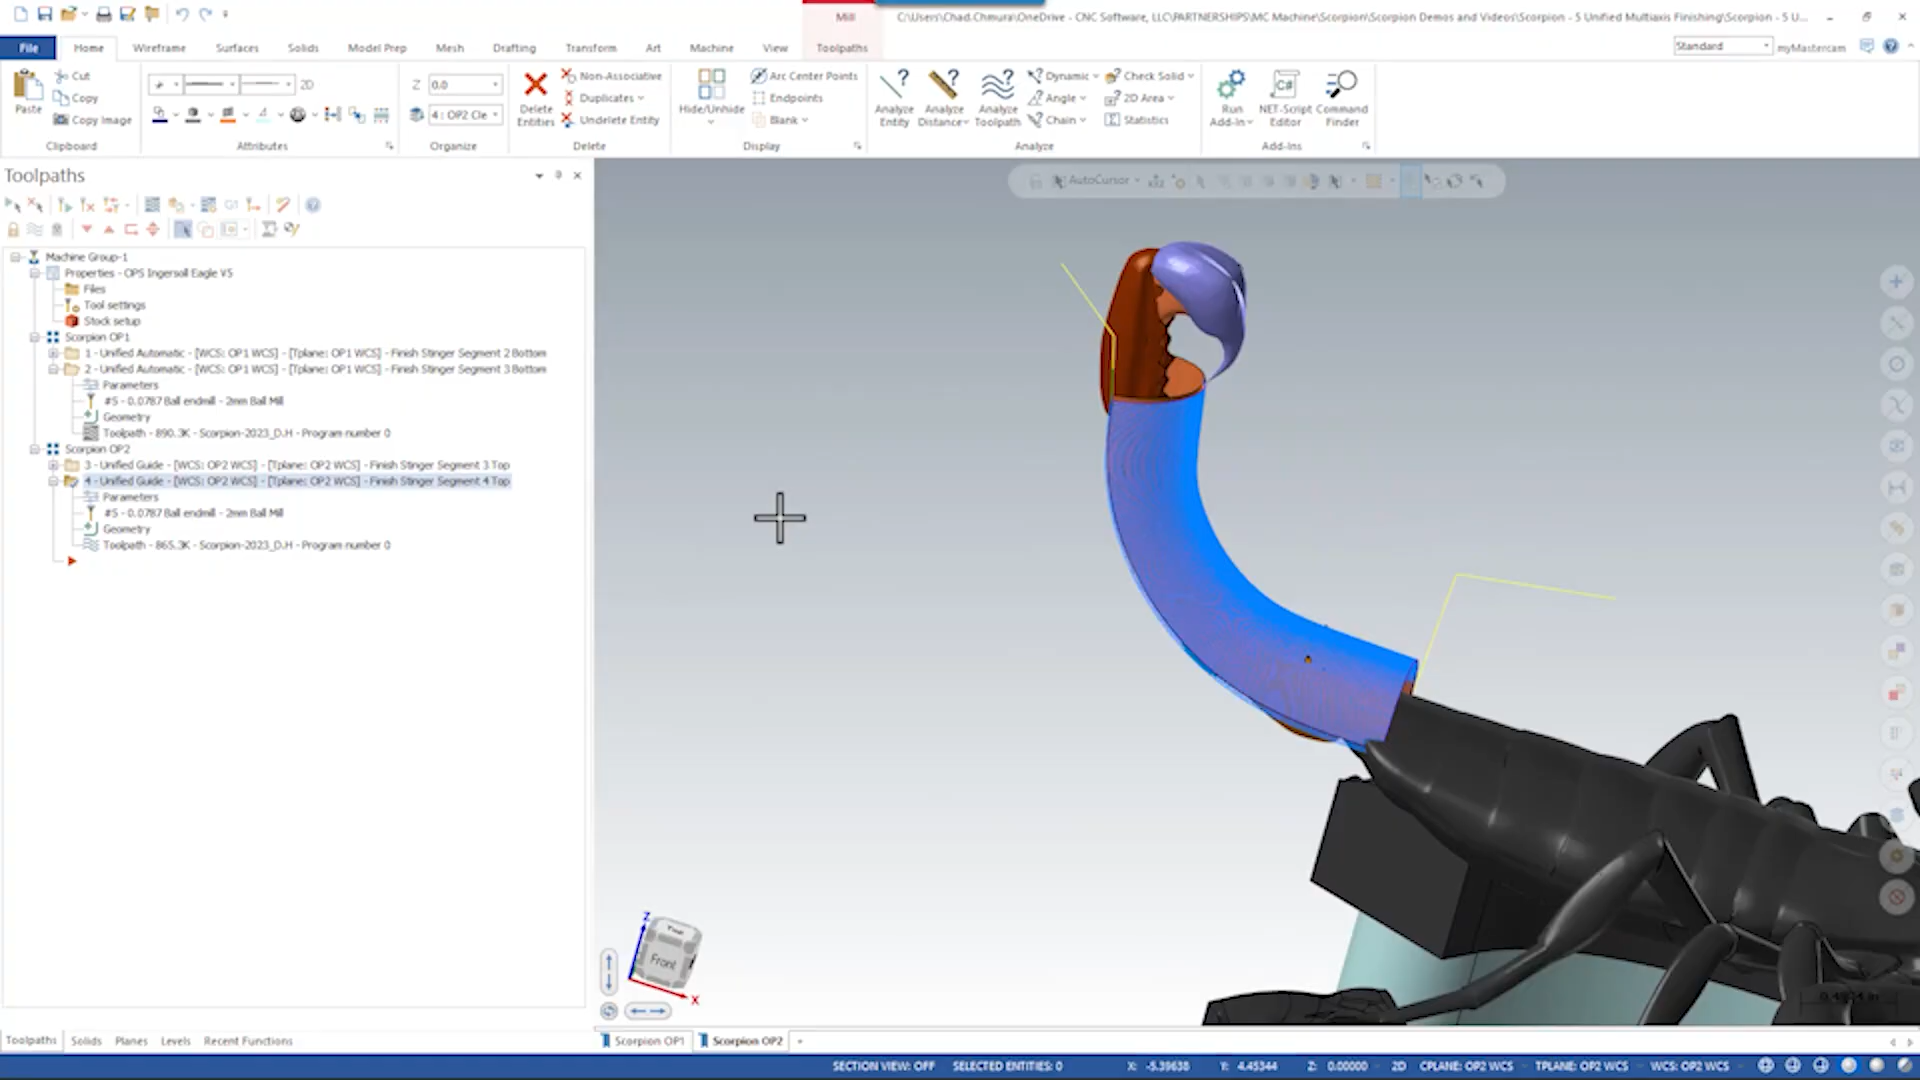 Mill
C:\Users\Chad.Chmura\OneDrive - CNC Software, LLC\PARTNERSHIPS\MC Machine\Scorpion\Scorpion Demos and Videos\Scorpion - 5 Unified Multiaxis Finishing\Scorpion - 5 U...
File Home Wireframe Surfaces Solids Model Prep Mesh Drafting Transform Art Machine View Toolpaths
Standard myMastercam
Paste
Cut
Copy
Copy Image
Clipboard
2D
Attributes
Z 0.0
4 : OP2 Cle
Organize
Delete Entities
Non-Associative
Duplicates
Undelete Entity
Delete
Hide/Unhide
Arc Center Points
Endpoints
Blank
Display
Analyze Entity
Analyze Distance
Analyze Toolpath
Dynamic
Angle
Chain
Check Solid
2D Area
Statistics
Analyze
Run Add-In
C#
NET-Script Editor
Command Finder
Add-Ins
Toolpaths
AutoCursor
G1
Machine Group-1
Properties - OPS Ingersoll Eagle V5
Files
Tool settings
Stock setup
Scorpion OP1
1 - Unified Automatic - [WCS: OP1 WCS] - [Tplane: OP1 WCS] - Finish Stinger Segment 2 Bottom
2 - Unified Automatic - [WCS: OP1 WCS] - [Tplane: OP1 WCS] - Finish Stinger Segment 3 Bottom
Parameters
#5 - 0.0787 Ball endmill - 2mm Ball Mill
Geometry
Toolpath - 890.3K - Scorpion-2023_D.H - Program number 0
Scorpion OP2
3 - Unified Guide - [WCS: OP2 WCS] - [Tplane: OP2 WCS] - Finish Stinger Segment 3 Top
4 - Unified Guide - [WCS: OP2 WCS] - [Tplane: OP2 WCS] - Finish Stinger Segment 4 Top
Parameters
#5 - 0.0787 Ball endmill - 2mm Ball Mill
Geometry
Toolpath - 865.3K - Scorpion-2023_D.H - Program number 0
Z
Front
X
Toolpaths Solids Planes Levels Recent Functions
Scorpion OP1 Scorpion OP2 +
SECTION VIEW: OFF SELECTED ENTITIES: 0 X: -5.39638 Y: 4.45344 Z: 0.00000 2D CPLANE: OP2 WCS TPLANE: OP2 WCS WCS: OP2 WCS